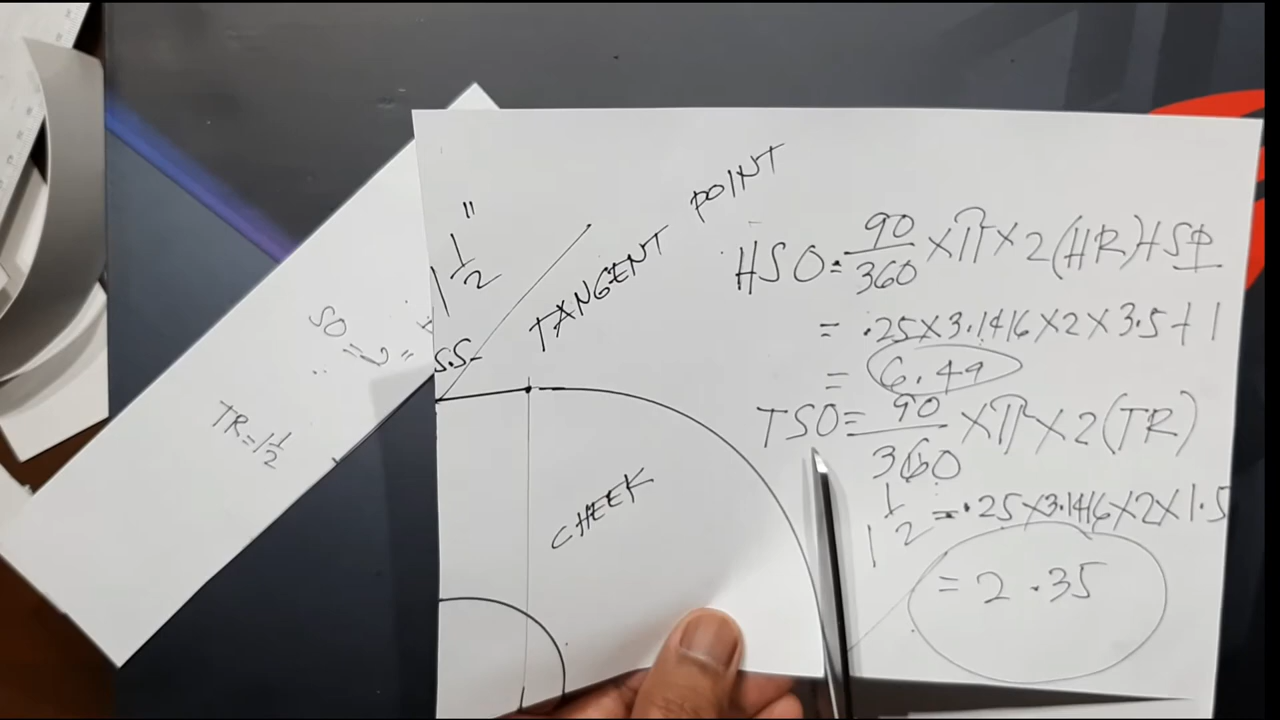 SO = 2 =
TR = 1 1/2
1 1/2 "
S.S
TANGENT POINT
CHEEK
HSO = 90/360 × π × 2 (HR) + SP
= .25 × 3.1416 × 2 × 3.5 + 1
= 6.49
TSO = 90/360 × π × 2 (TR)
1 1/2 = .25 × 3.1416 × 2 × 1.5
= 2.35